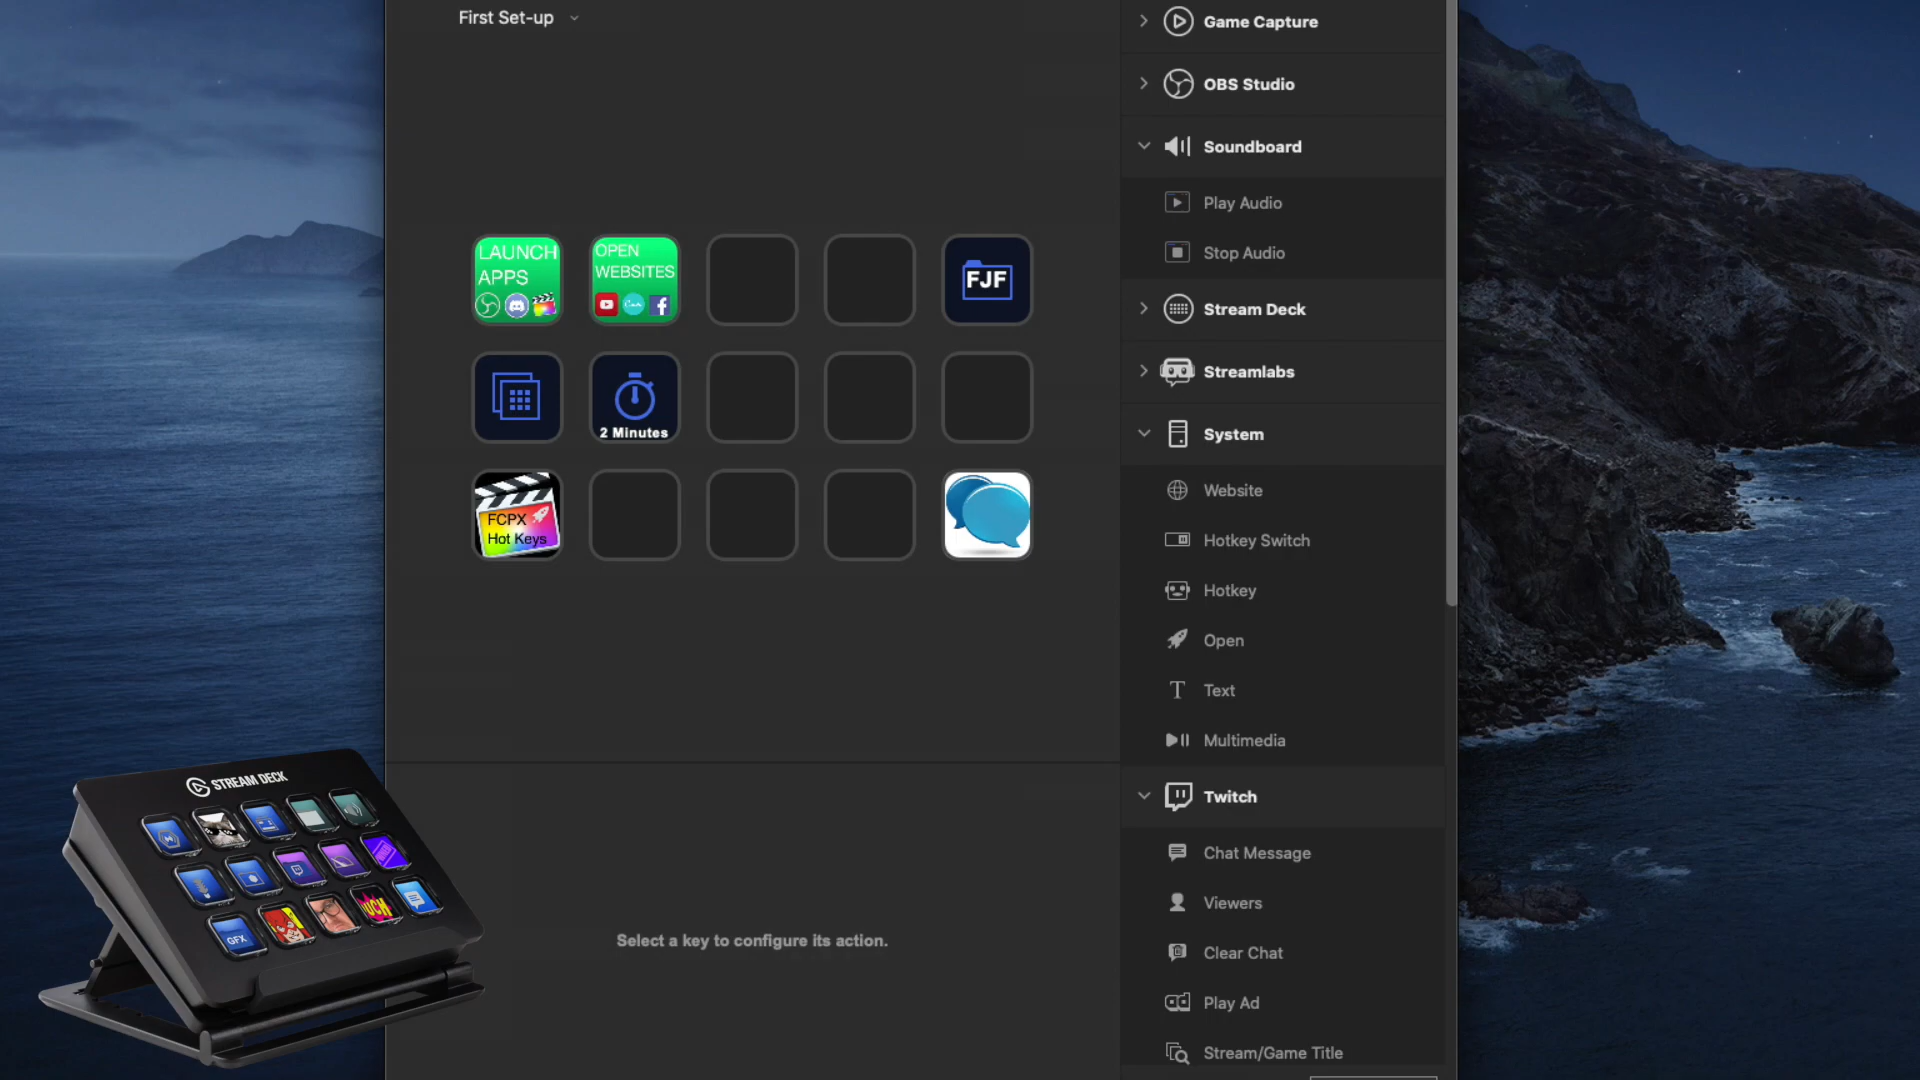 First Set-up
LAUNCH
APPS
OPEN
WEBSITES
FJF
2 Minutes
FCPX
Hot Keys
Select a key to configure its action.
Game Capture
OBS Studio
Soundboard
Play Audio
Stop Audio
Stream Deck
Streamlabs
System
Website
Hotkey Switch
Hotkey
Open
Text
Multimedia
Twitch
Chat Message
Viewers
Clear Chat
Play Ad
Stream/Game Title
STREAM DECK
GFX